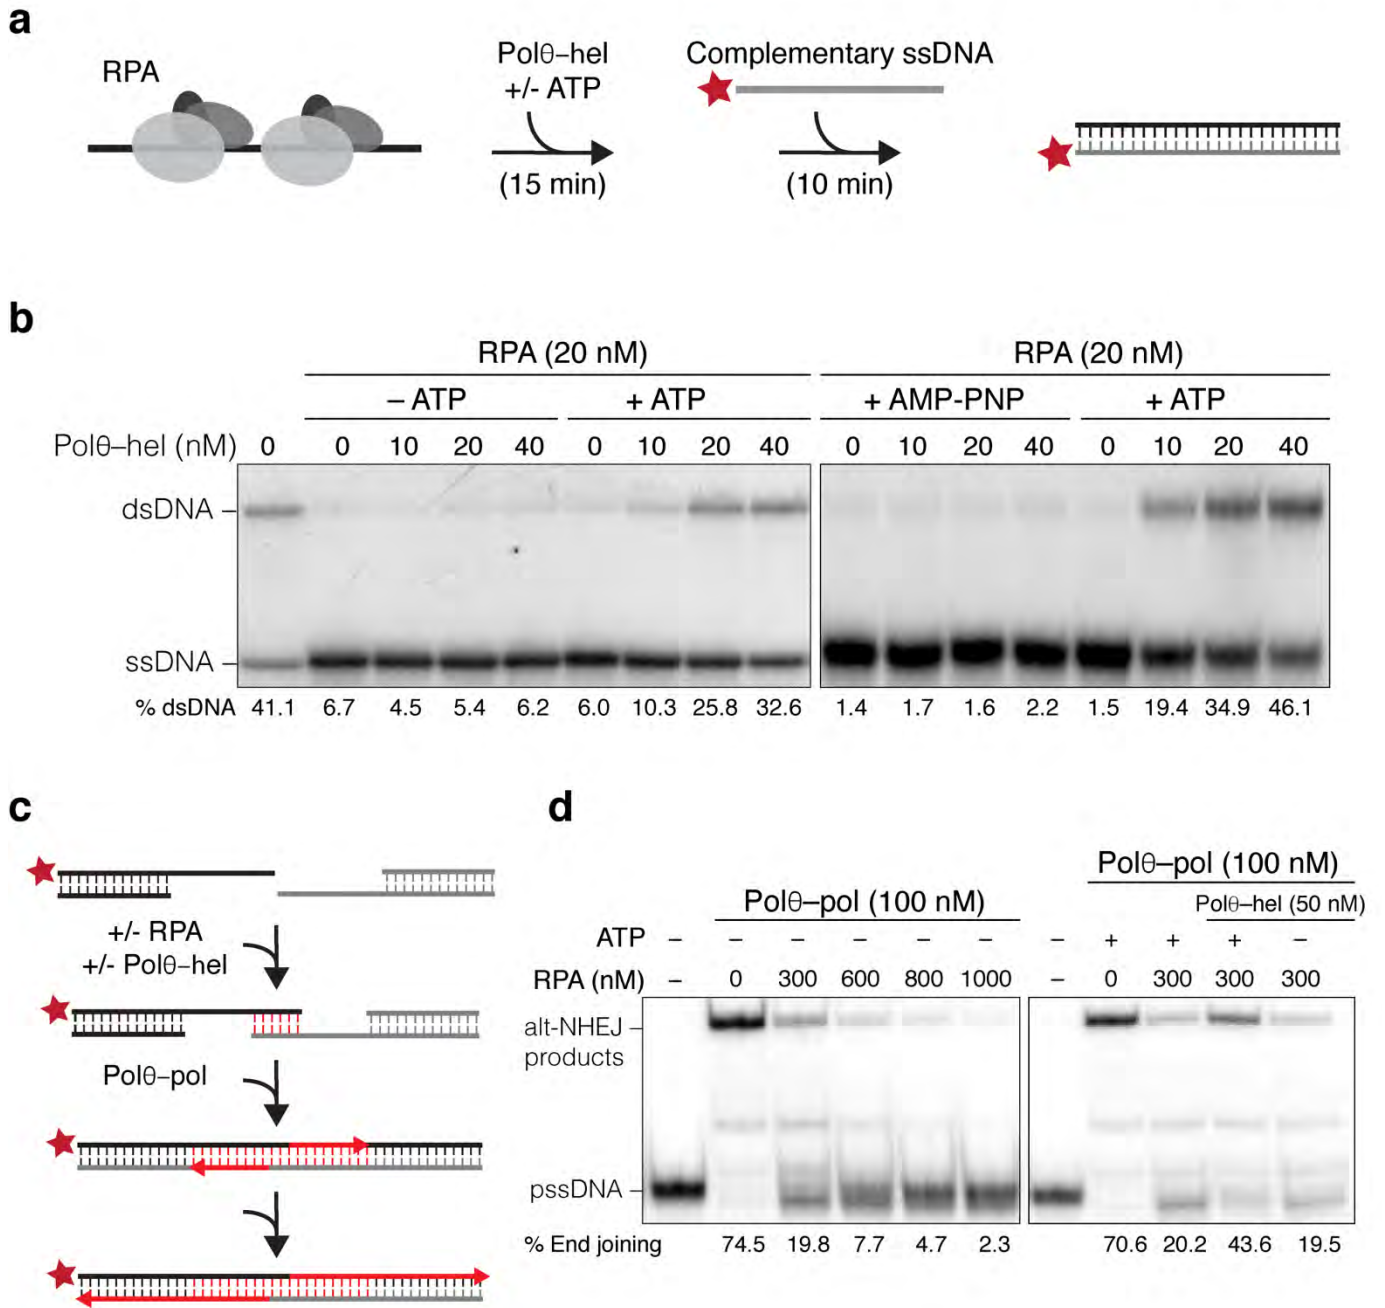 a
RPA
Polθ–hel
+/- ATP
(15 min)
Complementary ssDNA
(10 min)
b
RPA (20 nM) RPA (20 nM)
– ATP + ATP + AMP-PNP + ATP
Polθ–hel (nM) 0 0 10 20 40 0 10 20 40 0 10 20 40 0 10 20 40
dsDNA –
ssDNA –
% dsDNA 41.1 6.7 4.5 5.4 6.2 6.0 10.3 25.8 32.6 1.4 1.7 1.6 2.2 1.5 19.4 34.9 46.1
c
+/- RPA
+/- Polθ–hel
Polθ–pol
d
Polθ–pol (100 nM) Polθ–pol (100 nM)
Polθ–hel (50 nM)
ATP – – – – – – – + + + –
RPA (nM) – 0 300 600 800 1000 – 0 300 300 300
alt-NHEJ –
products
pssDNA –
% End joining 74.5 19.8 7.7 4.7 2.3 70.6 20.2 43.6 19.5